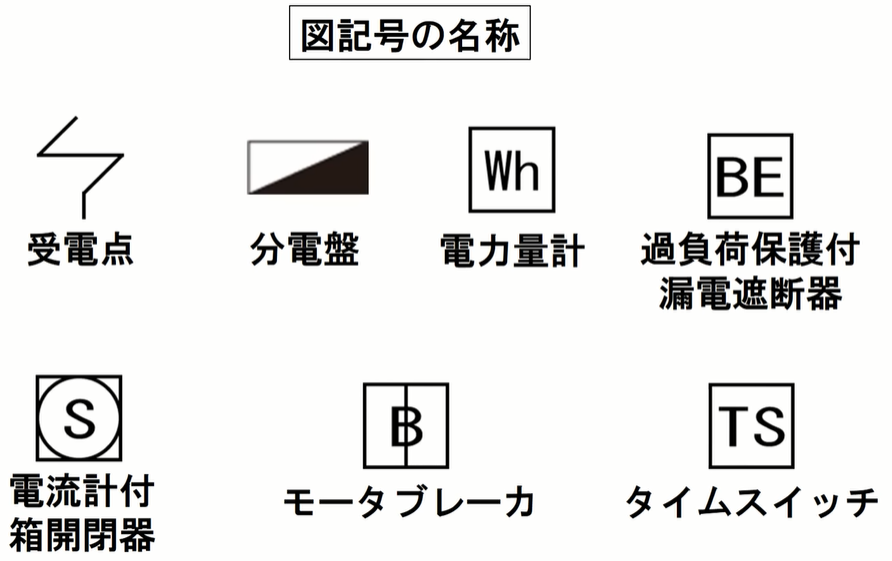 図記号の名称
Wh
BE
受電点
分電盤
電力量計
過負荷保護付
漏電遮断器
S
B
TS
電流計付
箱開閉器
モータブレーカ
タイムスイッチ